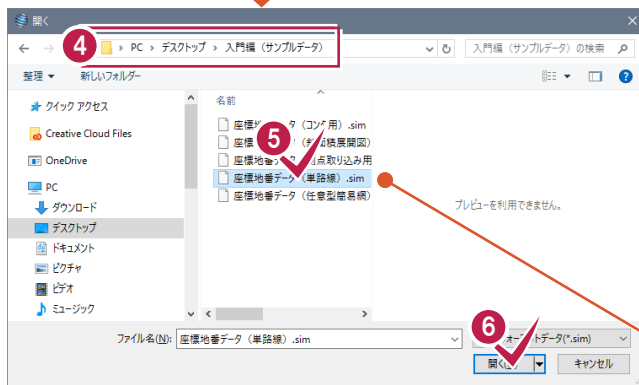 開く
4 > PC > デスクトップ > 入門編（サンプルデータ）
入門編（サンプルデータ）の検索
整理 新しいフォルダー
クイック アクセス
Creative Cloud Files
OneDrive
PC
ダウンロード
デスクトップ
ドキュメント
ピクチャ
ビデオ
ミュージック
名前
5
.sim
座標地番データ（単路線）.sim
座標地番データ（任意型簡易網）
プレビューを利用できません。
ファイル名(N): 座標地番データ（単路線）.sim
6
データ(*.sim)
開く
キャンセル